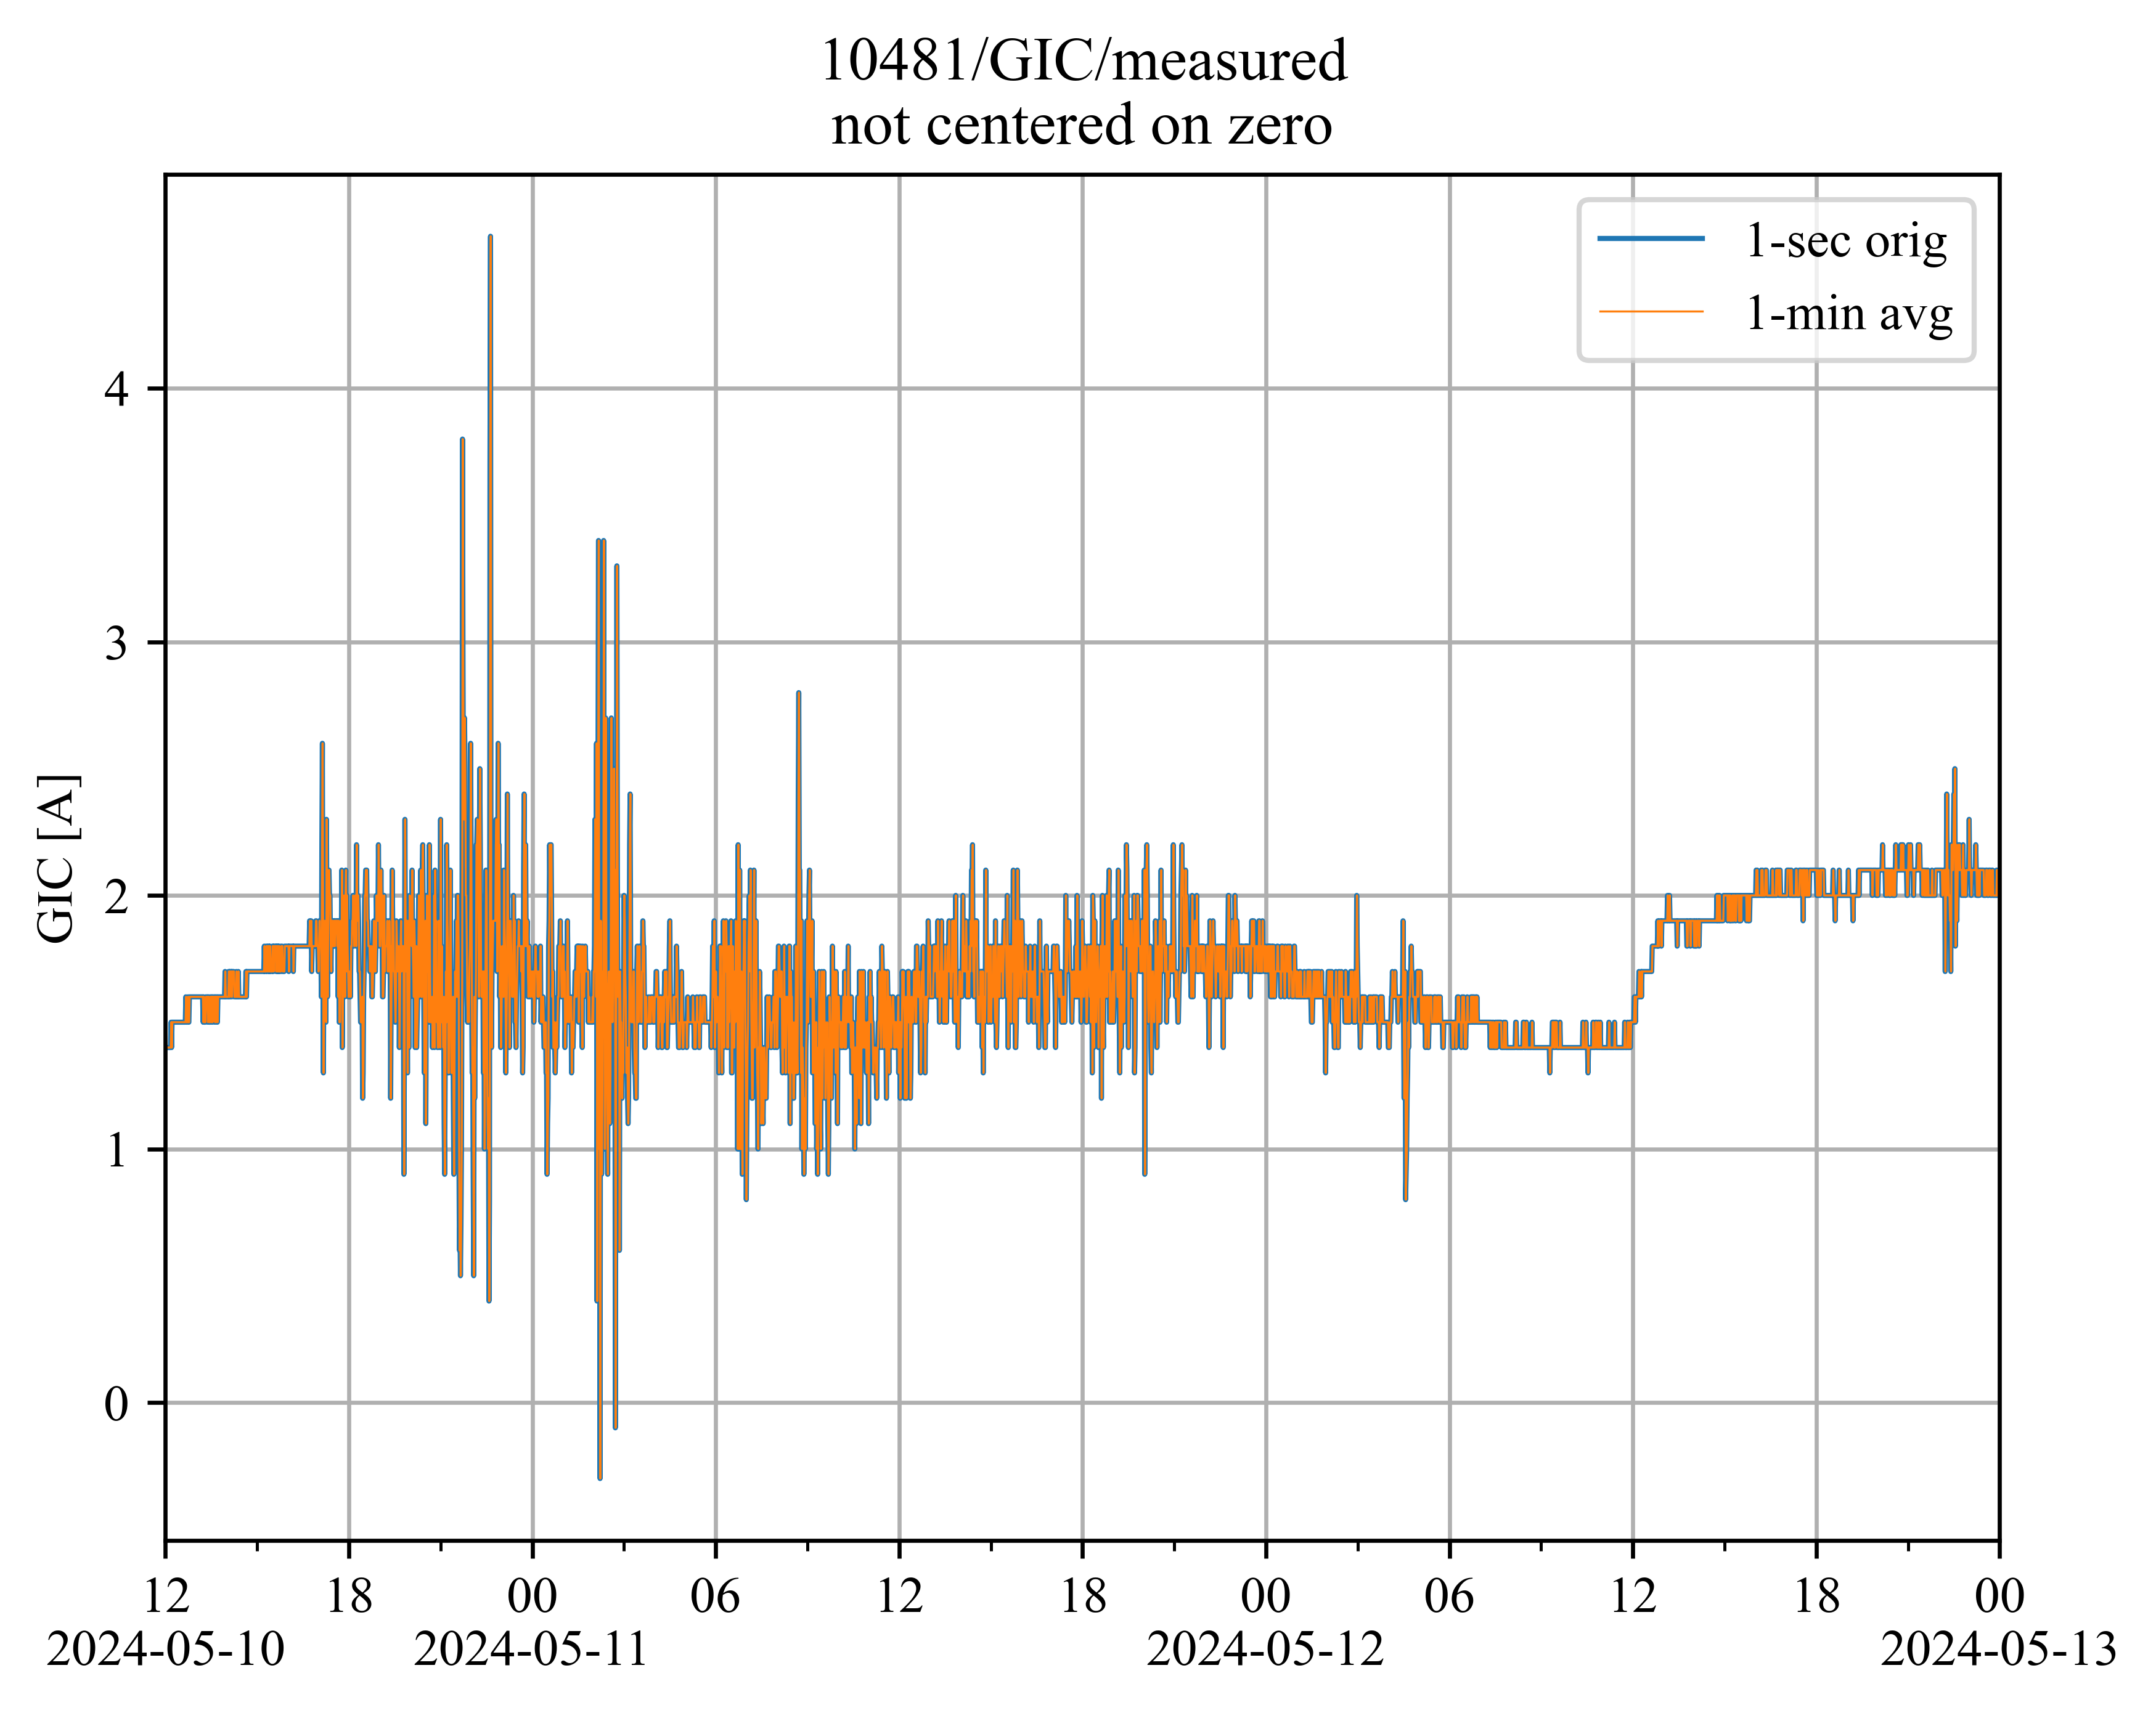 10481/GIC/measured
not centered on zero
1-sec orig
1-min avg
GIC [A]
4
3
2
1
0
12 18 00 06 12 18 00 06 12 18 00
2024-05-10 2024-05-11 2024-05-12 2024-05-13